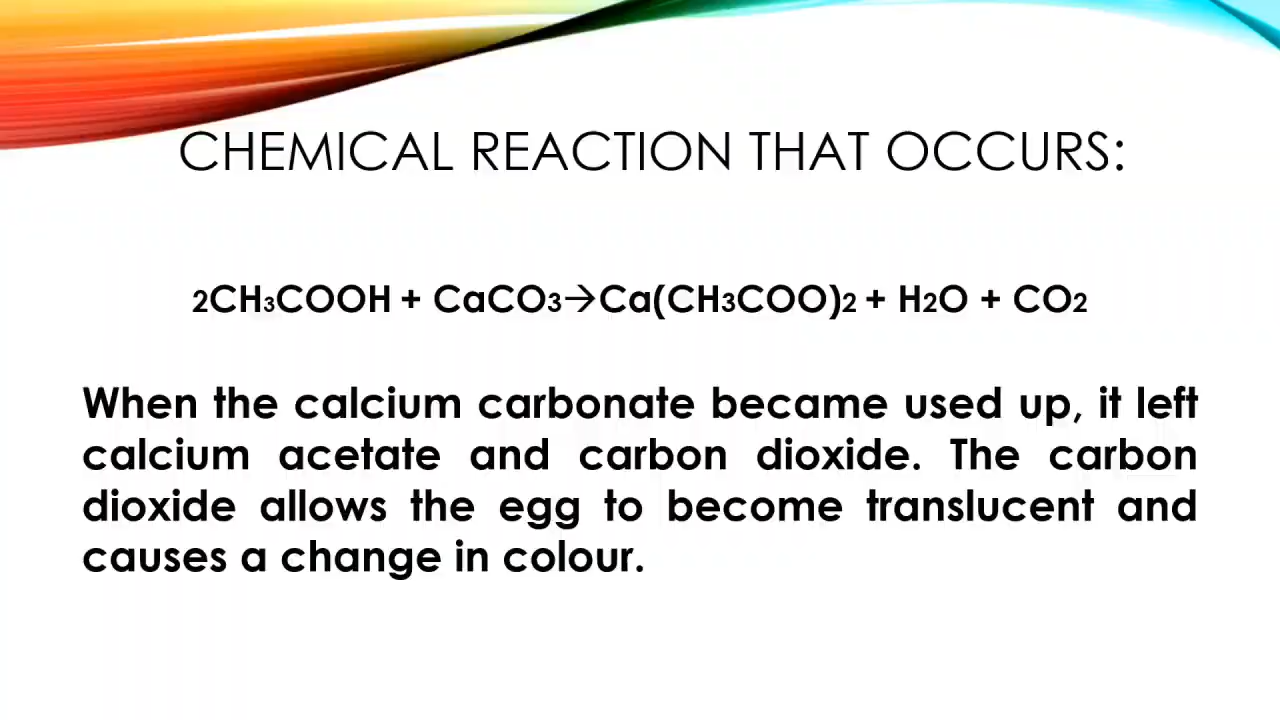 CHEMICAL REACTION THAT OCCURS:
2CH3COOH + CaCO3→Ca(CH3COO)2 + H2O + CO2
When the calcium carbonate became used up, it left
calcium acetate and carbon dioxide. The carbon
dioxide allows the egg to become translucent and
causes a change in colour.